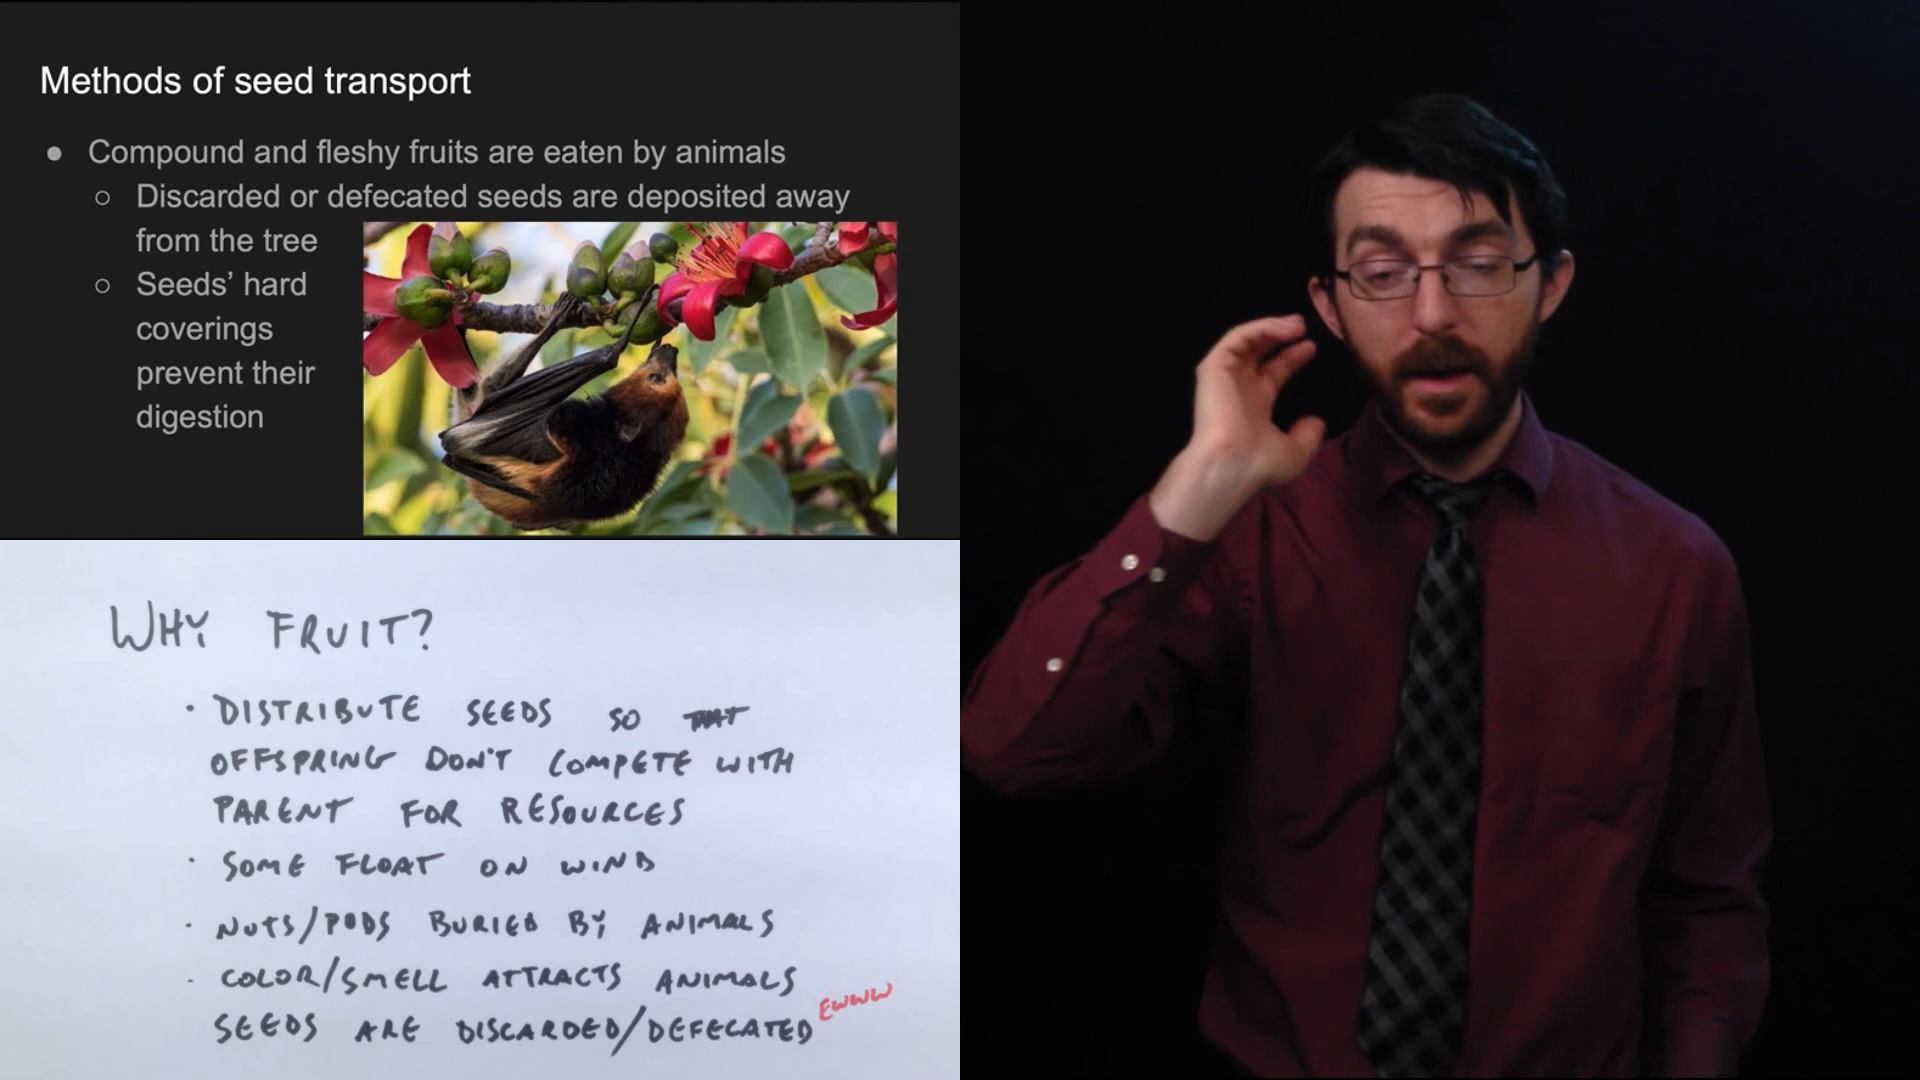 Methods of seed transport
● Compound and fleshy fruits are eaten by animals
○ Discarded or defecated seeds are deposited away
from the tree
○ Seeds’ hard
coverings
prevent their
digestion
WHY FRUIT?
· DISTRIBUTE SEEDS SO
OFFSPRING DON'T COMPETE WITH
PARENT FOR RESOURCES
· SOME FLOAT ON WIND
· NUTS/PODS BURIED BY ANIMALS
· COLOR/SMELL ATTRACTS ANIMALS
SEEDS ARE DISCARDED/DEFECATED EWWW